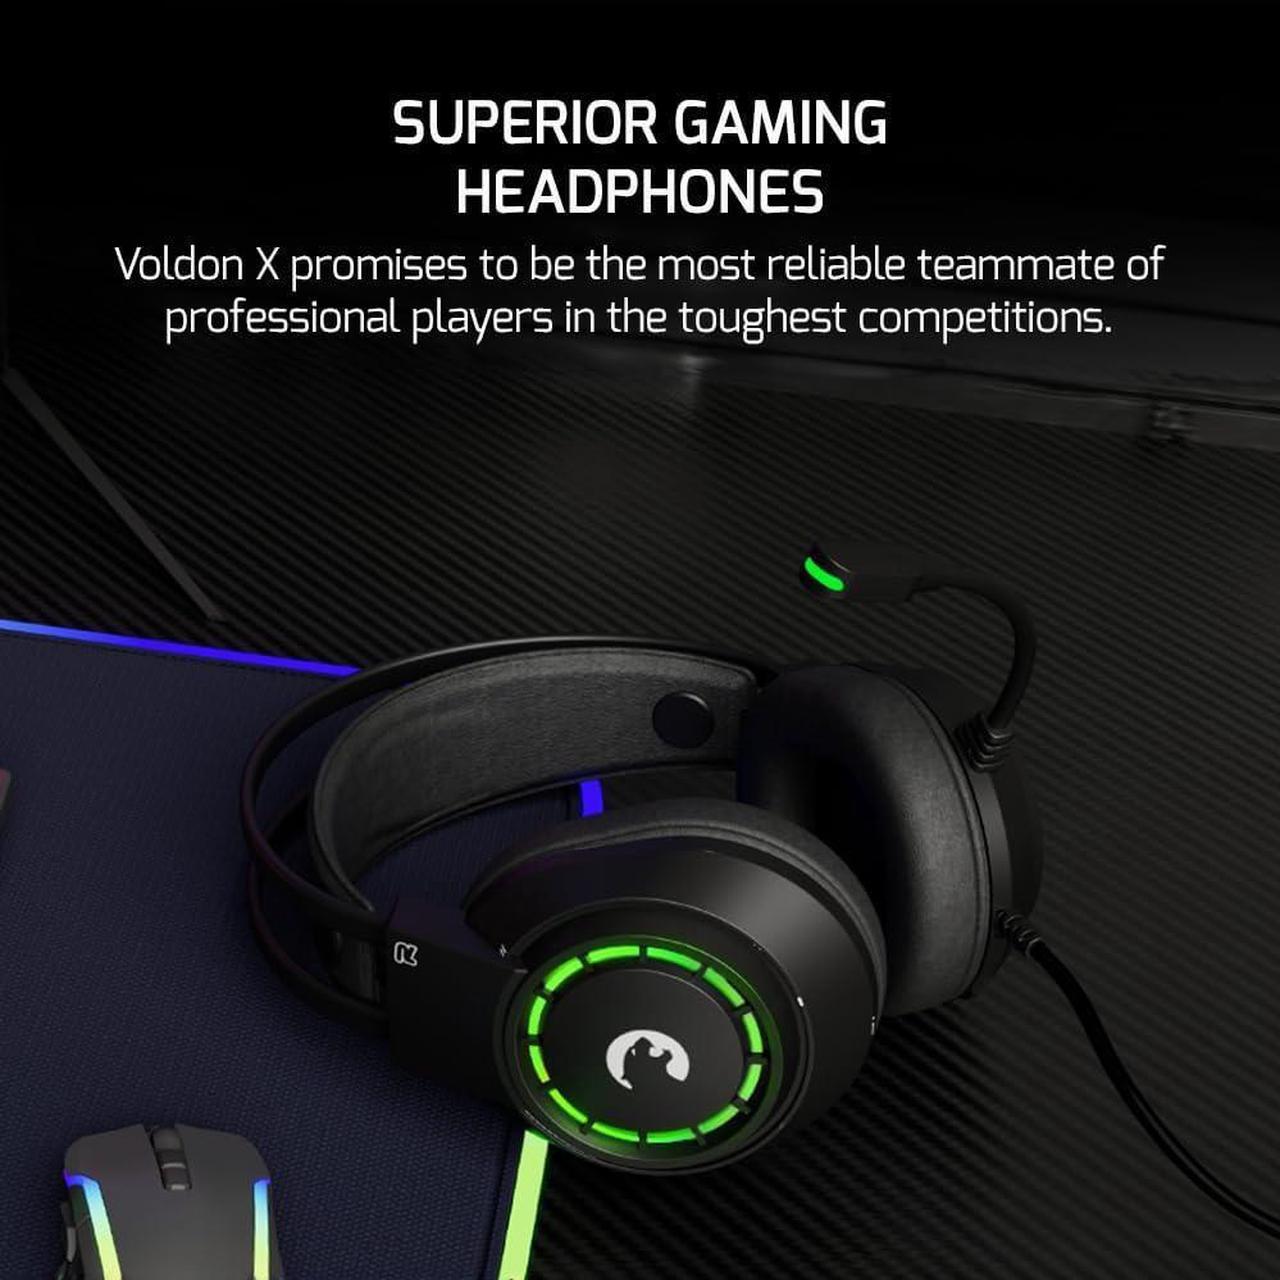 SUPERIOR GAMING
HEADPHONES
Voldon X promises to be the most reliable teammate of
professional players in the toughest competitions.